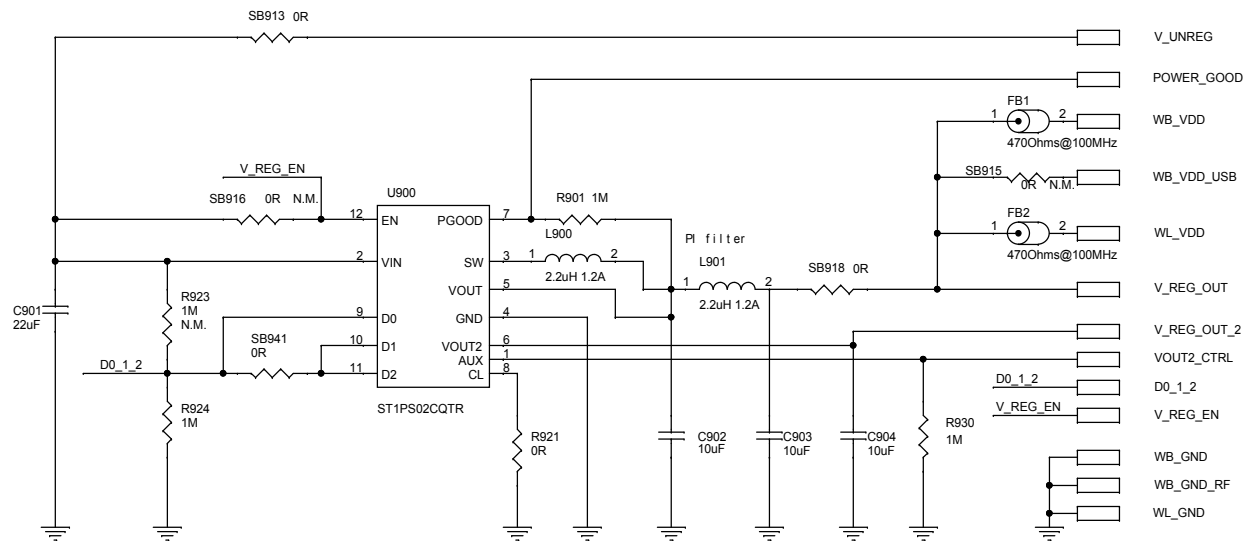 SB913 0R
V_UNREG
POWER_GOOD
FB1
1 2
WB_VDD
470Ohms@100MHz
V_REG_EN
SB916 0R N.M.
U900
SB915 0R N.M.
WB_VDD_USB
12 EN
PGOOD 7
R901 1M
L900
FB2
1 2
WL_VDD
470Ohms@100MHz
PI filter
L901
2 VIN
SW 3
1 2
2.2uH 1.2A
1 2
2.2uH 1.2A
SB918 0R
V_REG_OUT
VOUT 5
C901
22uF
R923
1M
N.M.
9 D0
GND 4
SB941
0R
10 D1
VOUT2 6
V_REG_OUT_2
AUX 1
VOUT2_CTRL
D0_1_2
11 D2
CL 8
D0_1_2
D0_1_2
ST1PS02CQTR
V_REG_EN
V_REG_EN
R924
1M
R921
0R
C902
10uF
C903
10uF
C904
10uF
R930
1M
WB_GND
WB_GND_RF
WL_GND